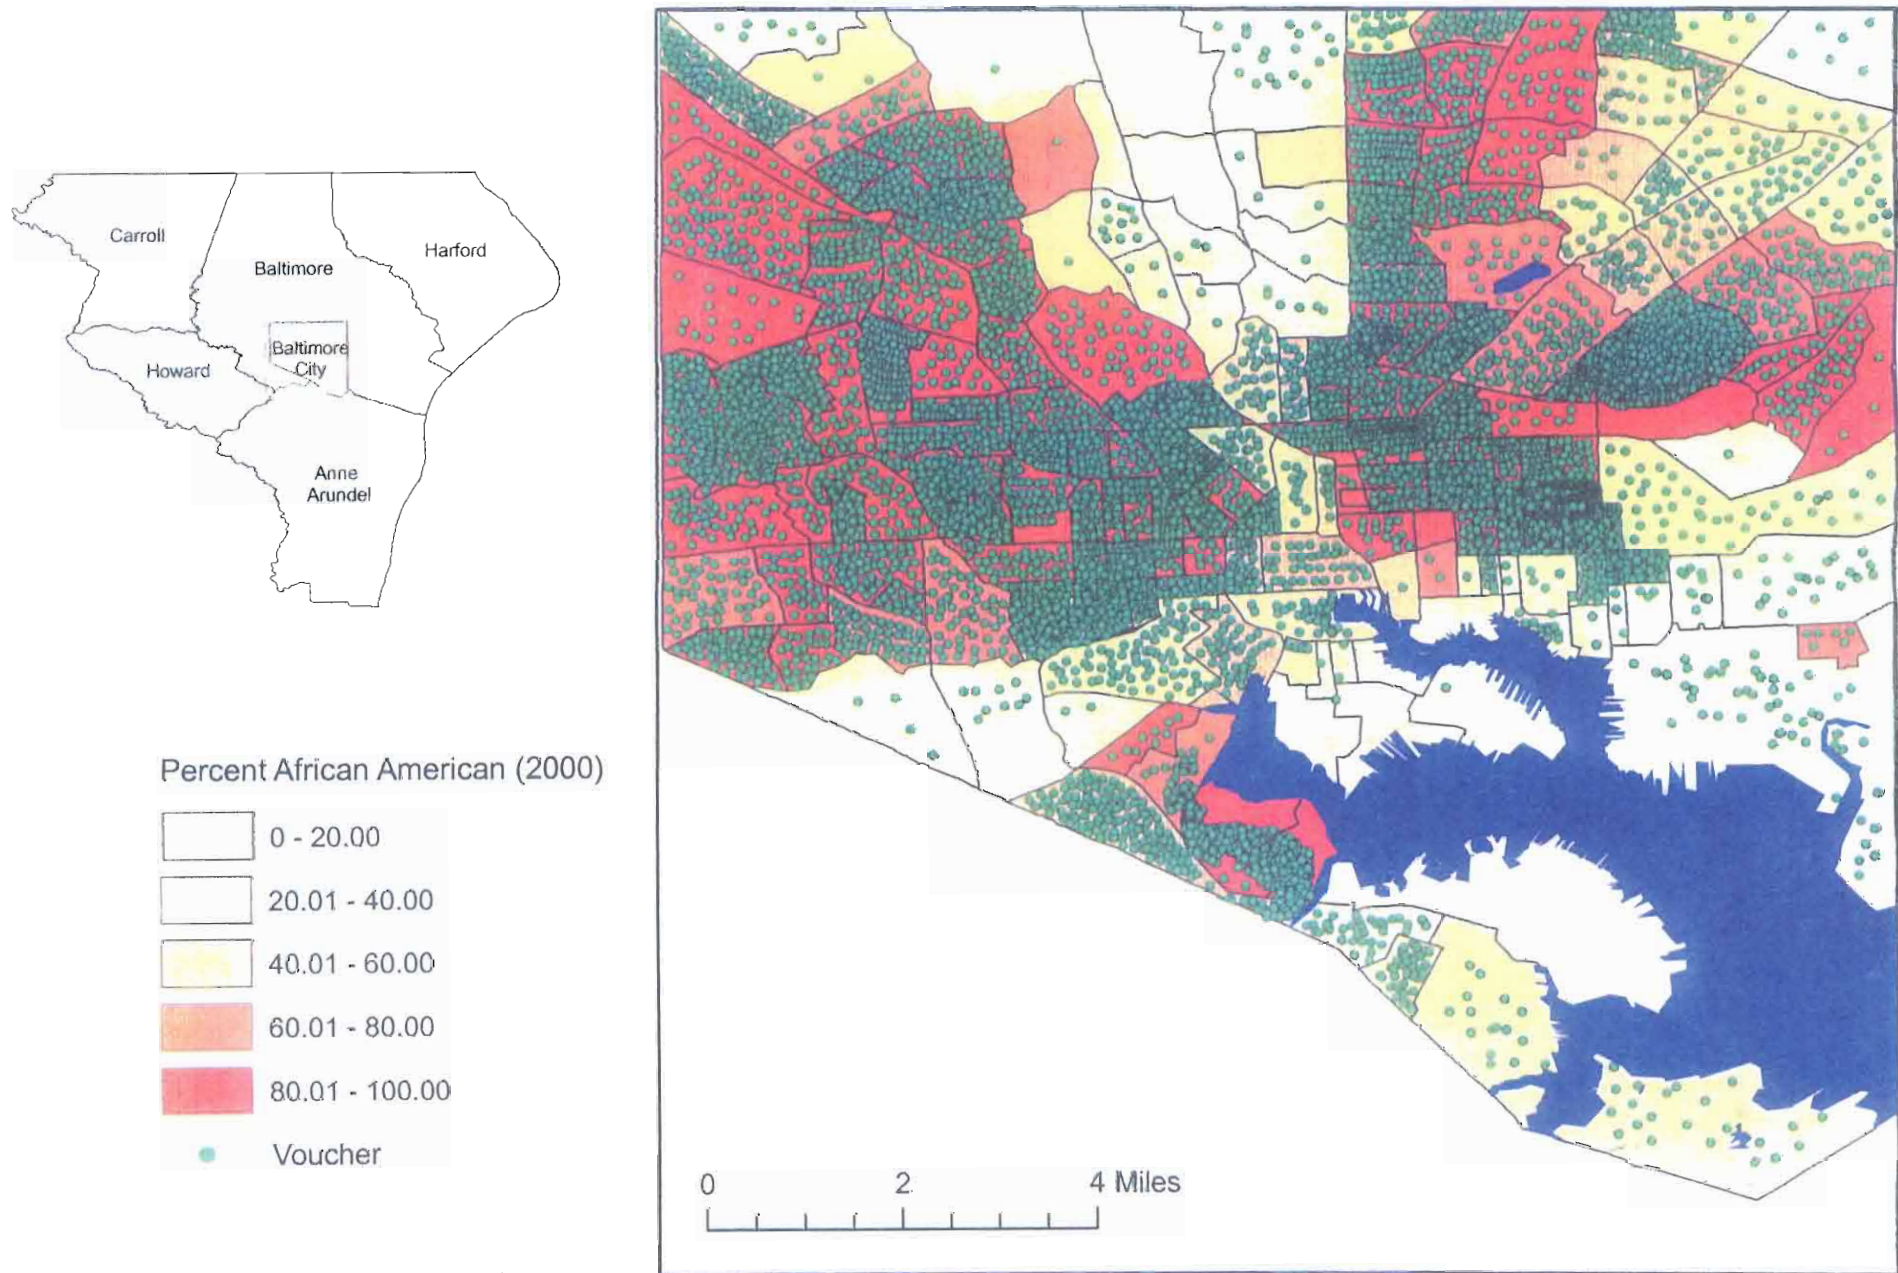 Carroll
Harford
Baltimore
Baltimore
City
Howard
Anne
Arundel
Percent African American (2000)
0 - 20.00
20.01 - 40.00
40.01 - 60.00
60.01 - 80.00
80.01 - 100.00
Voucher
0 2 4 Miles